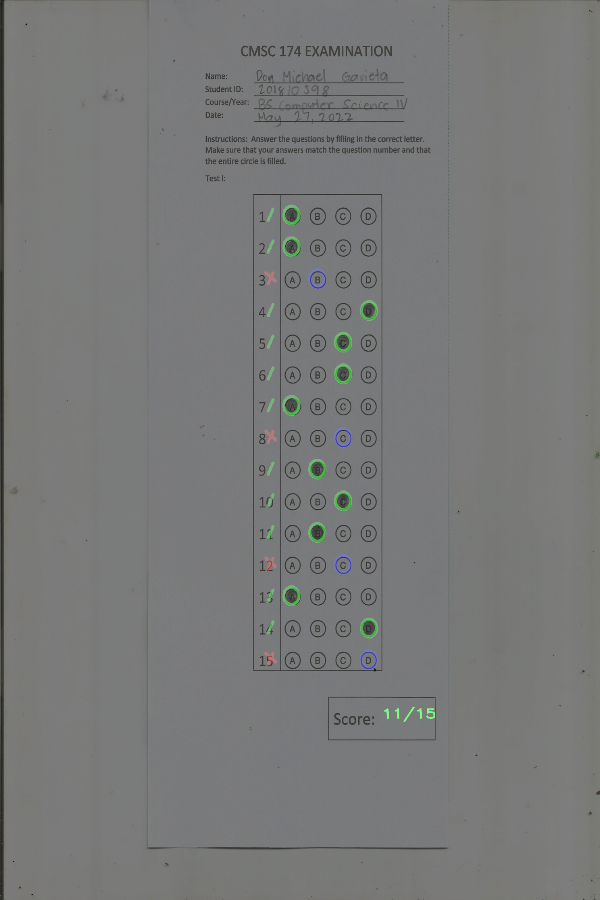 CMSC 174 EXAMINATION
Name: Don Michael Gavieta
Student ID: 201810398
Course/Year: BS Computer Science IV
Date: May 27, 2022
Instructions: Answer the questions by filling in the correct letter.
Make sure that your answers match the question number and that
the entire circle is filled.
Test I:
1 A B C D
2 A B C D
3 A B C D
4 A B C D
5 A B C D
6 A B C D
7 A B C D
8 A B C D
9 A B C D
10 A B C D
11 A B C D
12 A B C D
13 A B C D
14 A B C D
15 A B C D
Score: 11/15